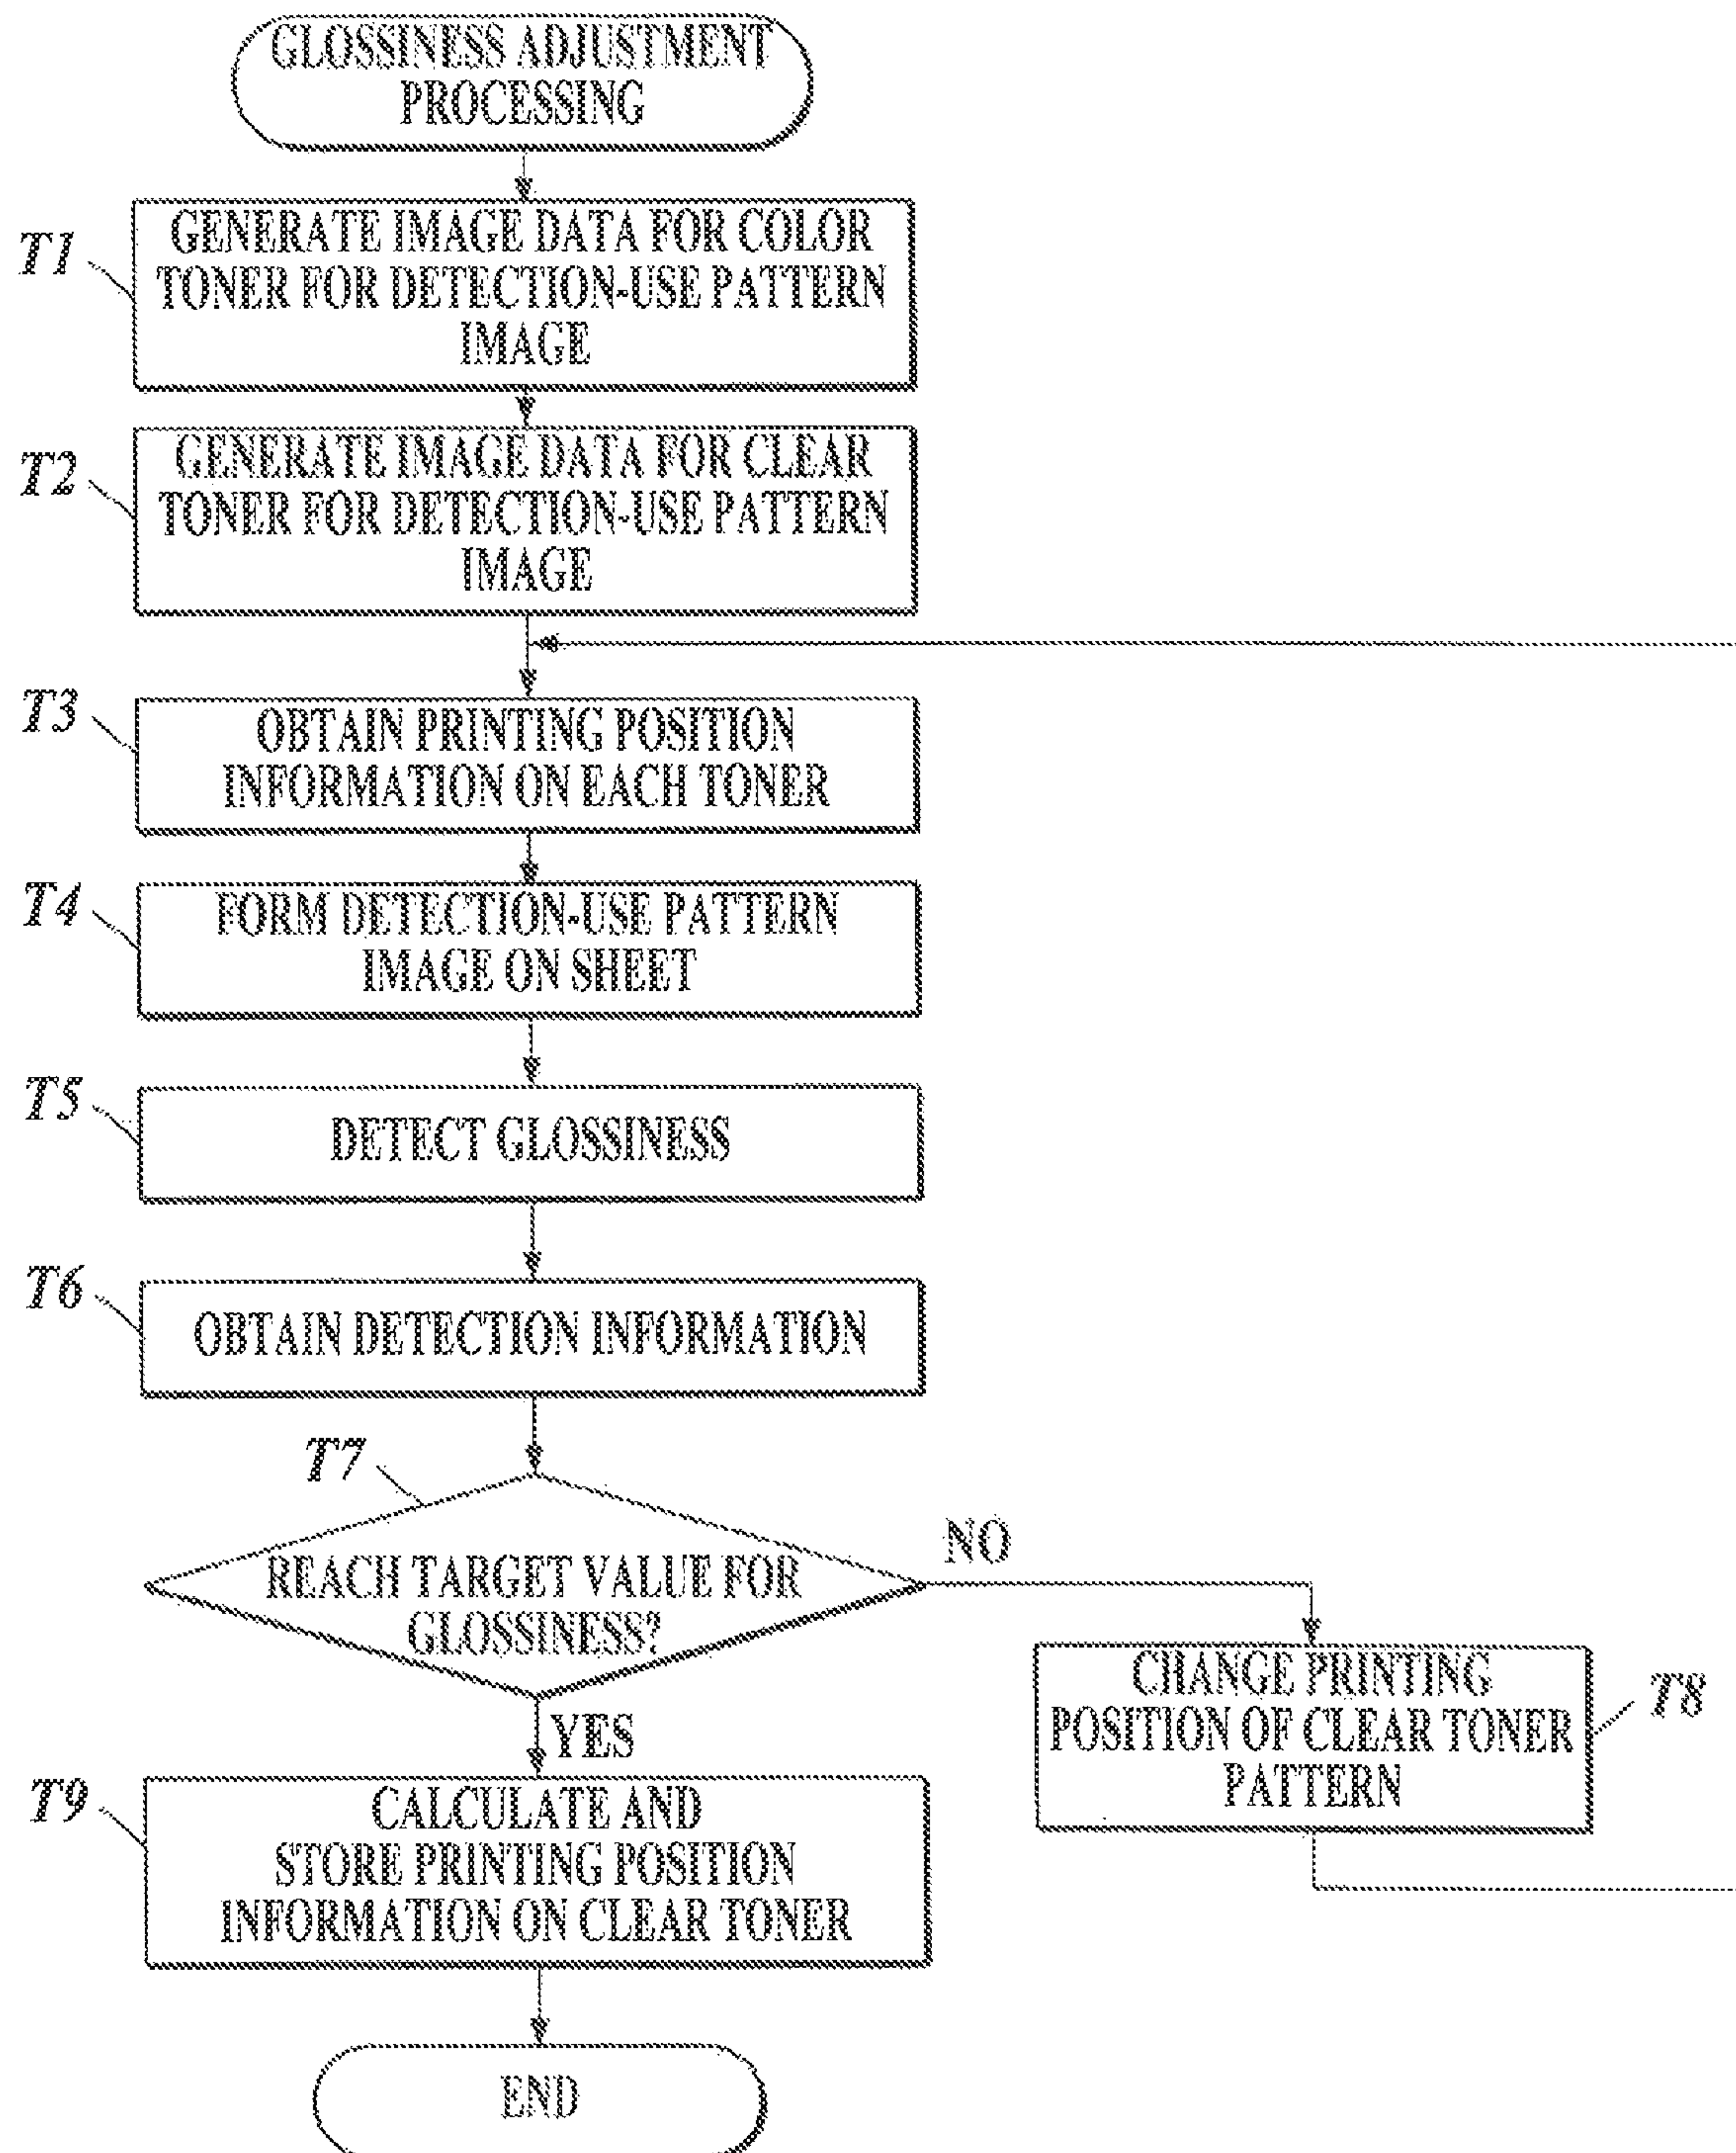 GLOSSINESS ADJUSTMENT
PROCESSING
T1
GENERATE IMAGE DATA FOR COLOR
TONER FOR DETECTION-USE PATTERN
IMAGE
T2
GENERATE IMAGE DATA FOR CLEAR
TONER FOR DETECTION-USE PATTERN
IMAGE
T3
OBTAIN PRINTING POSITION
INFORMATION ON EACH TONER
T4
FORM DETECTION-USE PATTERN
IMAGE ON SHEET
T5
DETECT GLOSSINESS
T6
OBTAIN DETECTION INFORMATION
T7
REACH TARGET VALUE FOR
GLOSSINESS?
NO
YES
CHANGE PRINTING
POSITION OF CLEAR TONER
PATTERN
T8
T9
CALCULATE AND
STORE PRINTING POSITION
INFORMATION ON CLEAR TONER
END